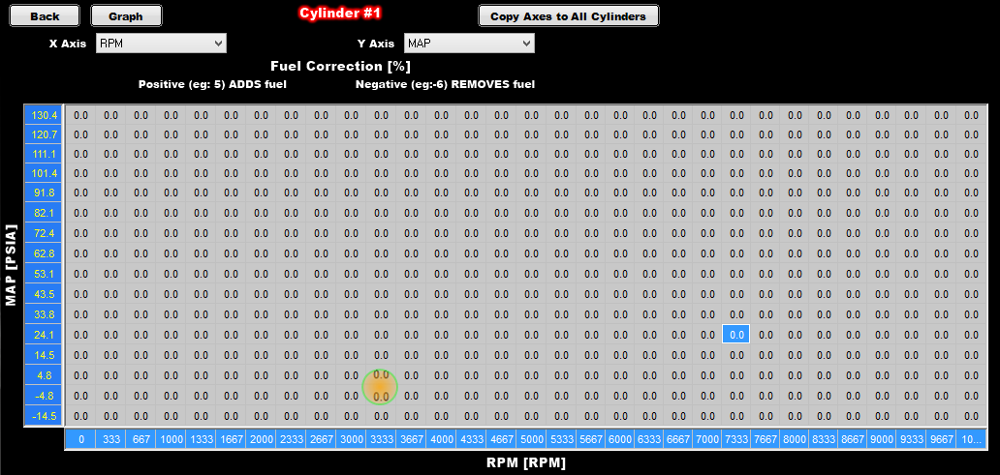 Back Graph Cylinder #1 Copy Axes to All Cylinders
X Axis RPM Y Axis MAP
Fuel Correction [%]
Positive (eg: 5) ADDS fuel Negative (eg:-6) REMOVES fuel
MAP [PSIA]
130.4 0.0 0.0 0.0 0.0 0.0 0.0 0.0 0.0 0.0 0.0 0.0 0.0 0.0 0.0 0.0 0.0 0.0 0.0 0.0 0.0 0.0 0.0 0.0 0.0 0.0 0.0 0.0 0.0 0.0 0.0 0.0
120.7 0.0 0.0 0.0 0.0 0.0 0.0 0.0 0.0 0.0 0.0 0.0 0.0 0.0 0.0 0.0 0.0 0.0 0.0 0.0 0.0 0.0 0.0 0.0 0.0 0.0 0.0 0.0 0.0 0.0 0.0 0.0
111.1 0.0 0.0 0.0 0.0 0.0 0.0 0.0 0.0 0.0 0.0 0.0 0.0 0.0 0.0 0.0 0.0 0.0 0.0 0.0 0.0 0.0 0.0 0.0 0.0 0.0 0.0 0.0 0.0 0.0 0.0 0.0
101.4 0.0 0.0 0.0 0.0 0.0 0.0 0.0 0.0 0.0 0.0 0.0 0.0 0.0 0.0 0.0 0.0 0.0 0.0 0.0 0.0 0.0 0.0 0.0 0.0 0.0 0.0 0.0 0.0 0.0 0.0 0.0
91.8 0.0 0.0 0.0 0.0 0.0 0.0 0.0 0.0 0.0 0.0 0.0 0.0 0.0 0.0 0.0 0.0 0.0 0.0 0.0 0.0 0.0 0.0 0.0 0.0 0.0 0.0 0.0 0.0 0.0 0.0 0.0
82.1 0.0 0.0 0.0 0.0 0.0 0.0 0.0 0.0 0.0 0.0 0.0 0.0 0.0 0.0 0.0 0.0 0.0 0.0 0.0 0.0 0.0 0.0 0.0 0.0 0.0 0.0 0.0 0.0 0.0 0.0 0.0
72.4 0.0 0.0 0.0 0.0 0.0 0.0 0.0 0.0 0.0 0.0 0.0 0.0 0.0 0.0 0.0 0.0 0.0 0.0 0.0 0.0 0.0 0.0 0.0 0.0 0.0 0.0 0.0 0.0 0.0 0.0 0.0
62.8 0.0 0.0 0.0 0.0 0.0 0.0 0.0 0.0 0.0 0.0 0.0 0.0 0.0 0.0 0.0 0.0 0.0 0.0 0.0 0.0 0.0 0.0 0.0 0.0 0.0 0.0 0.0 0.0 0.0 0.0 0.0
53.1 0.0 0.0 0.0 0.0 0.0 0.0 0.0 0.0 0.0 0.0 0.0 0.0 0.0 0.0 0.0 0.0 0.0 0.0 0.0 0.0 0.0 0.0 0.0 0.0 0.0 0.0 0.0 0.0 0.0 0.0 0.0
43.5 0.0 0.0 0.0 0.0 0.0 0.0 0.0 0.0 0.0 0.0 0.0 0.0 0.0 0.0 0.0 0.0 0.0 0.0 0.0 0.0 0.0 0.0 0.0 0.0 0.0 0.0 0.0 0.0 0.0 0.0 0.0
33.8 0.0 0.0 0.0 0.0 0.0 0.0 0.0 0.0 0.0 0.0 0.0 0.0 0.0 0.0 0.0 0.0 0.0 0.0 0.0 0.0 0.0 0.0 0.0 0.0 0.0 0.0 0.0 0.0 0.0 0.0 0.0
24.1 0.0 0.0 0.0 0.0 0.0 0.0 0.0 0.0 0.0 0.0 0.0 0.0 0.0 0.0 0.0 0.0 0.0 0.0 0.0 0.0 0.0 0.0 0.0 0.0 0.0 0.0 0.0 0.0 0.0 0.0 0.0
14.5 0.0 0.0 0.0 0.0 0.0 0.0 0.0 0.0 0.0 0.0 0.0 0.0 0.0 0.0 0.0 0.0 0.0 0.0 0.0 0.0 0.0 0.0 0.0 0.0 0.0 0.0 0.0 0.0 0.0 0.0 0.0
4.8 0.0 0.0 0.0 0.0 0.0 0.0 0.0 0.0 0.0 0.0 0.0 0.0 0.0 0.0 0.0 0.0 0.0 0.0 0.0 0.0 0.0 0.0 0.0 0.0 0.0 0.0 0.0 0.0 0.0 0.0 0.0
-4.8 0.0 0.0 0.0 0.0 0.0 0.0 0.0 0.0 0.0 0.0 0.0 0.0 0.0 0.0 0.0 0.0 0.0 0.0 0.0 0.0 0.0 0.0 0.0 0.0 0.0 0.0 0.0 0.0 0.0 0.0 0.0
-14.5 0.0 0.0 0.0 0.0 0.0 0.0 0.0 0.0 0.0 0.0 0.0 0.0 0.0 0.0 0.0 0.0 0.0 0.0 0.0 0.0 0.0 0.0 0.0 0.0 0.0 0.0 0.0 0.0 0.0 0.0 0.0
0 333 667 1000 1333 1667 2000 2333 2667 3000 3333 3667 4000 4333 4667 5000 5333 5667 6000 6333 6667 7000 7333 7667 8000 8333 8667 9000 9333 9667 10...
RPM [RPM]